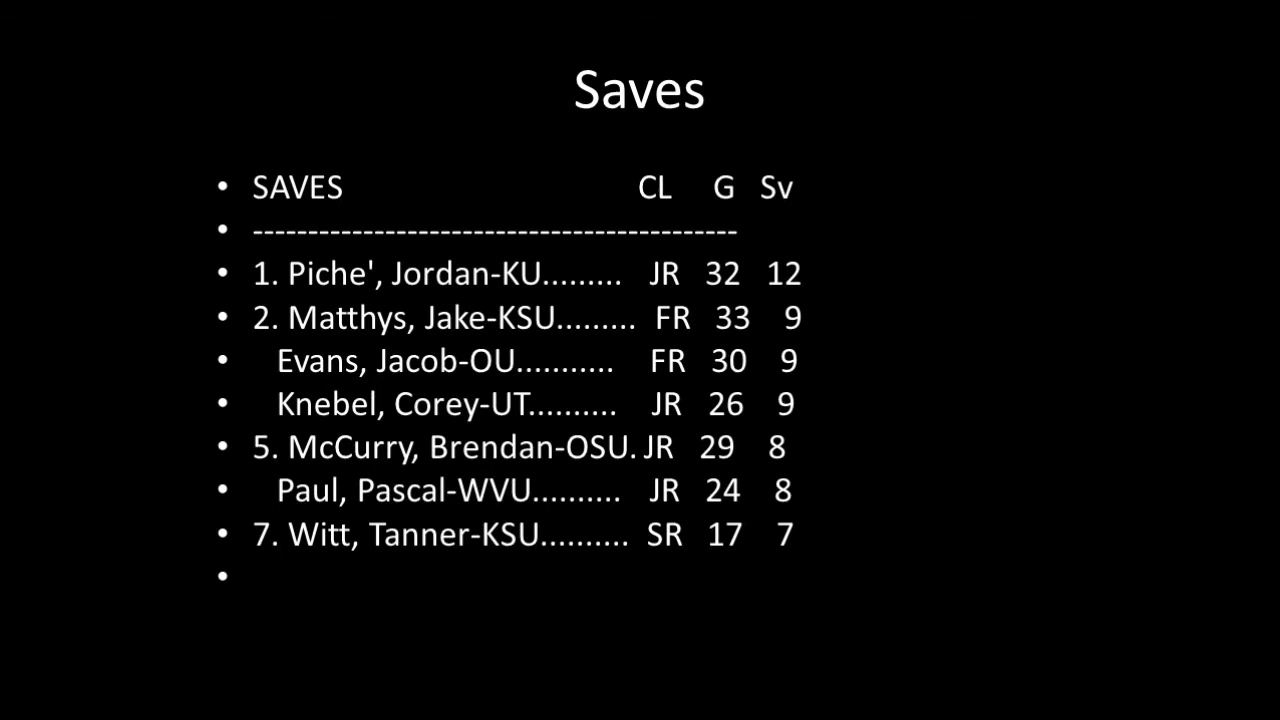 Saves
• SAVES CL G Sv
• --------------------------------------------
• 1. Piche', Jordan-KU......... JR 32 12
• 2. Matthys, Jake-KSU......... FR 33 9
• Evans, Jacob-OU........... FR 30 9
• Knebel, Corey-UT.......... JR 26 9
• 5. McCurry, Brendan-OSU. JR 29 8
• Paul, Pascal-WVU.......... JR 24 8
• 7. Witt, Tanner-KSU.......... SR 17 7
•